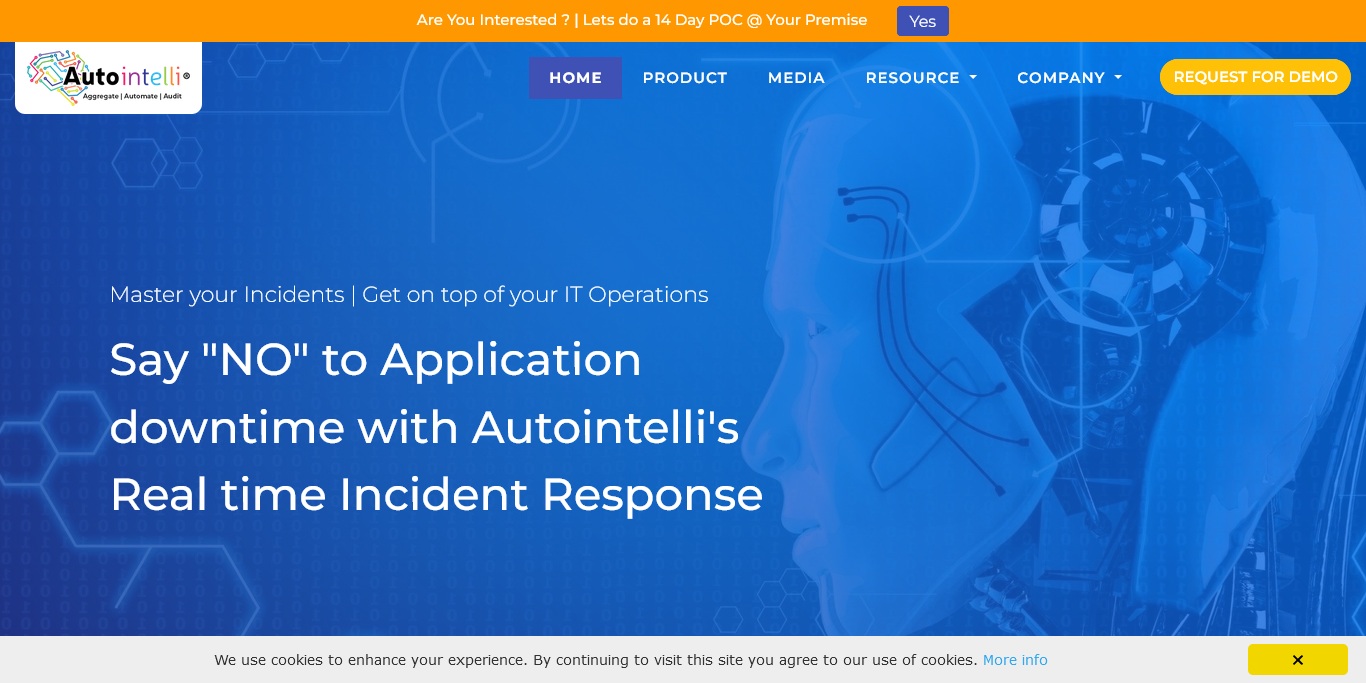 Are You Interested ? | Lets do a 14 Day POC @ Your Premise
Yes
Autointelli®
Aggregate | Automate | Audit
HOME
PRODUCT
MEDIA
RESOURCE
COMPANY
REQUEST FOR DEMO
Master your Incidents | Get on top of your IT Operations
Say "NO" to Application
downtime with Autointelli's
Real time Incident Response
We use cookies to enhance your experience. By continuing to visit this site you agree to our use of cookies. More info
×